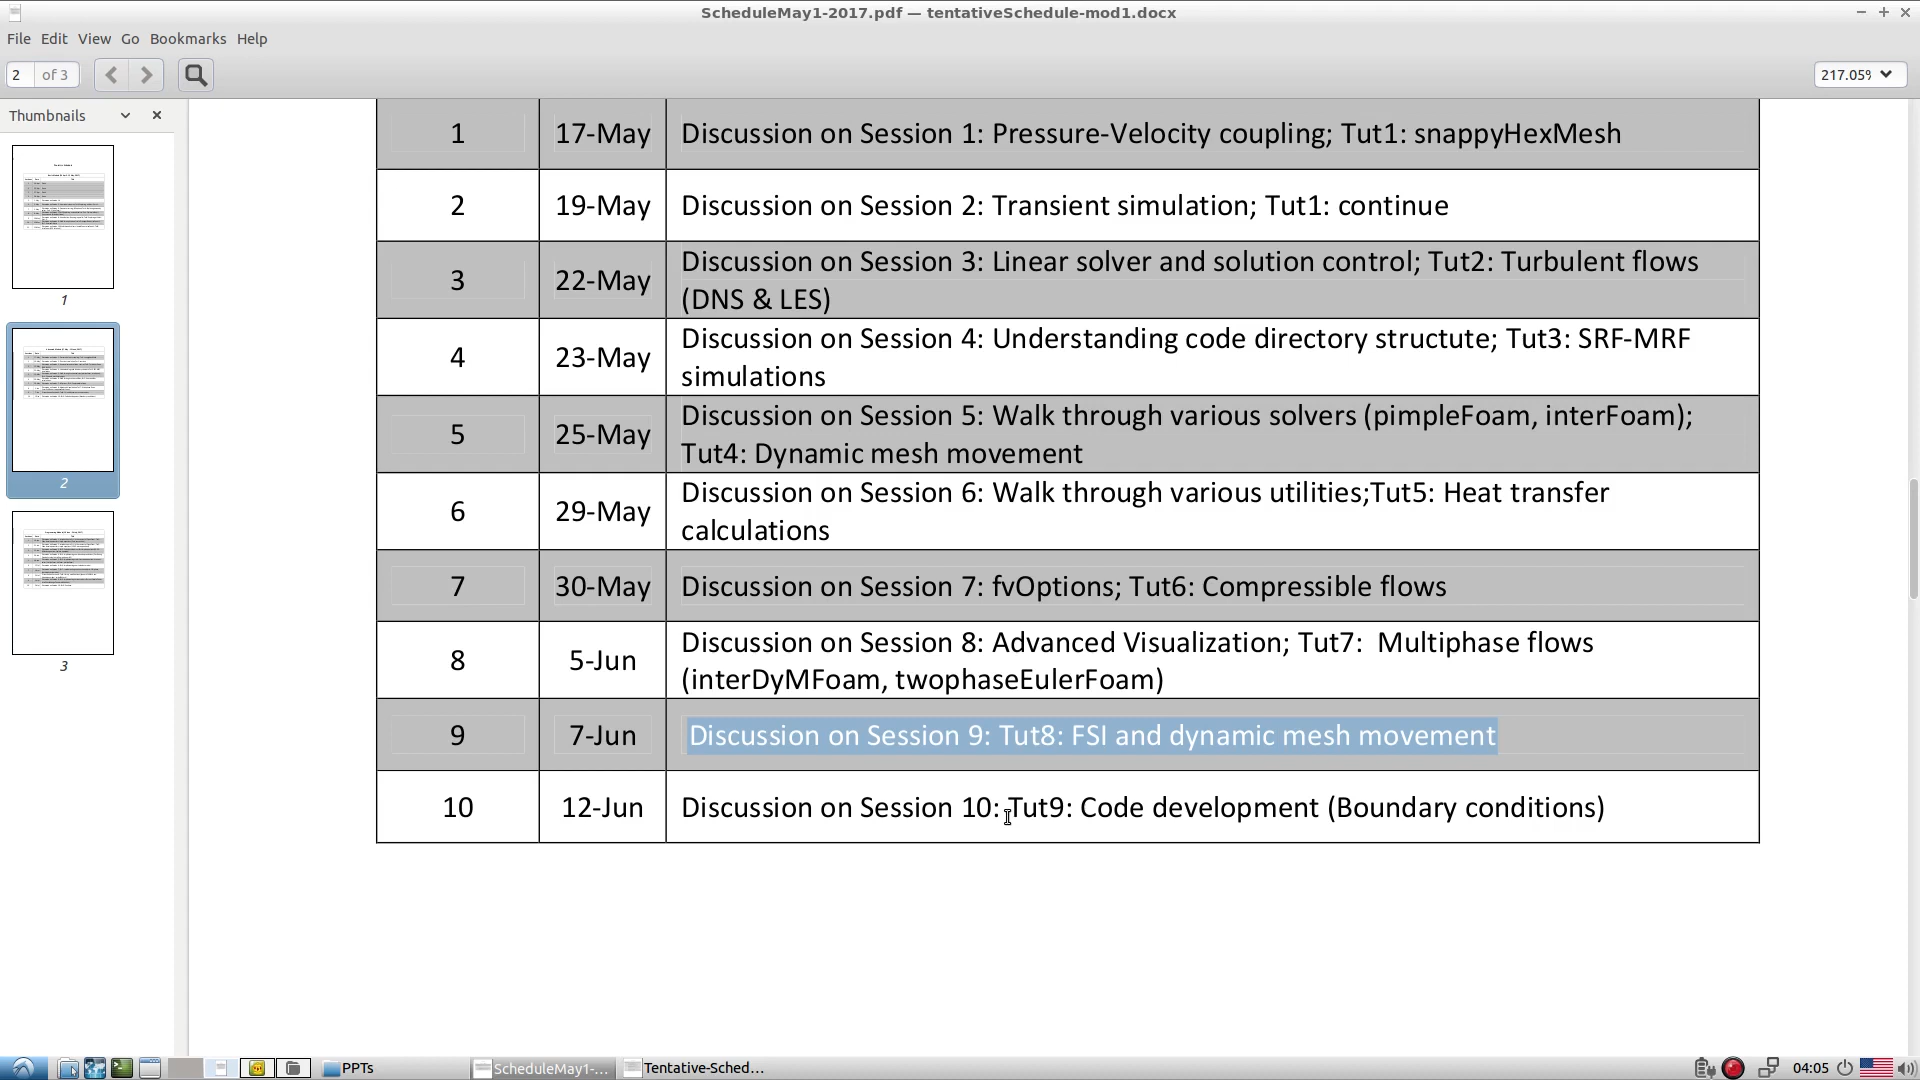 ScheduleMay1-2017.pdf — tentativeSchedule-mod1.docx
File Edit View Go Bookmarks Help
2 of 3
217.05%
Thumbnails
1
2
3
1 17-May Discussion on Session 1: Pressure-Velocity coupling; Tut1: snappyHexMesh
2 19-May Discussion on Session 2: Transient simulation; Tut1: continue
3 22-May Discussion on Session 3: Linear solver and solution control; Tut2: Turbulent flows
(DNS & LES)
4 23-May Discussion on Session 4: Understanding code directory structute; Tut3: SRF-MRF
simulations
5 25-May Discussion on Session 5: Walk through various solvers (pimpleFoam, interFoam);
Tut4: Dynamic mesh movement
6 29-May Discussion on Session 6: Walk through various utilities;Tut5: Heat transfer
calculations
7 30-May Discussion on Session 7: fvOptions; Tut6: Compressible flows
8 5-Jun Discussion on Session 8: Advanced Visualization; Tut7: Multiphase flows
(interDyMFoam, twophaseEulerFoam)
9 7-Jun Discussion on Session 9: Tut8: FSI and dynamic mesh movement
10 12-Jun Discussion on Session 10: Tut9: Code development (Boundary conditions)
PPTs
ScheduleMay1-...
Tentative-Sched...
04:05